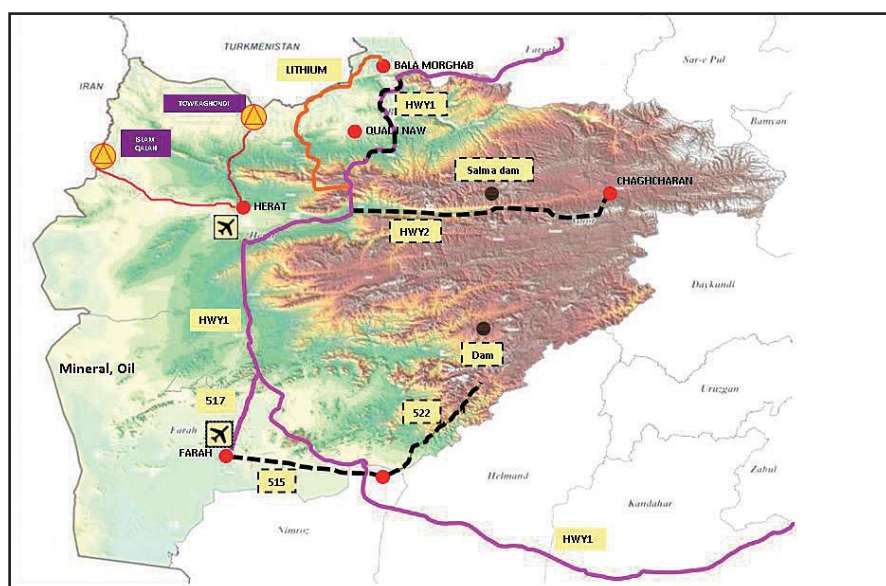 TURKMENISTAN
Faryab
LITHIUM
BALA MORGHAB
Sar-e Pul
IRAN
HWY1
TOWRAGHONDI
Bamyan
QUALA NAW
ISLAM
QALAH
Salma dam
CHAGHCHARAN
HERAT
HWY2
Daykundi
HWY1
Dam
Mineral, Oil
Uruzgan
517
522
Farah
FARAH
515
Helmand
Zabul
Kandahar
Nimroz
HWY1